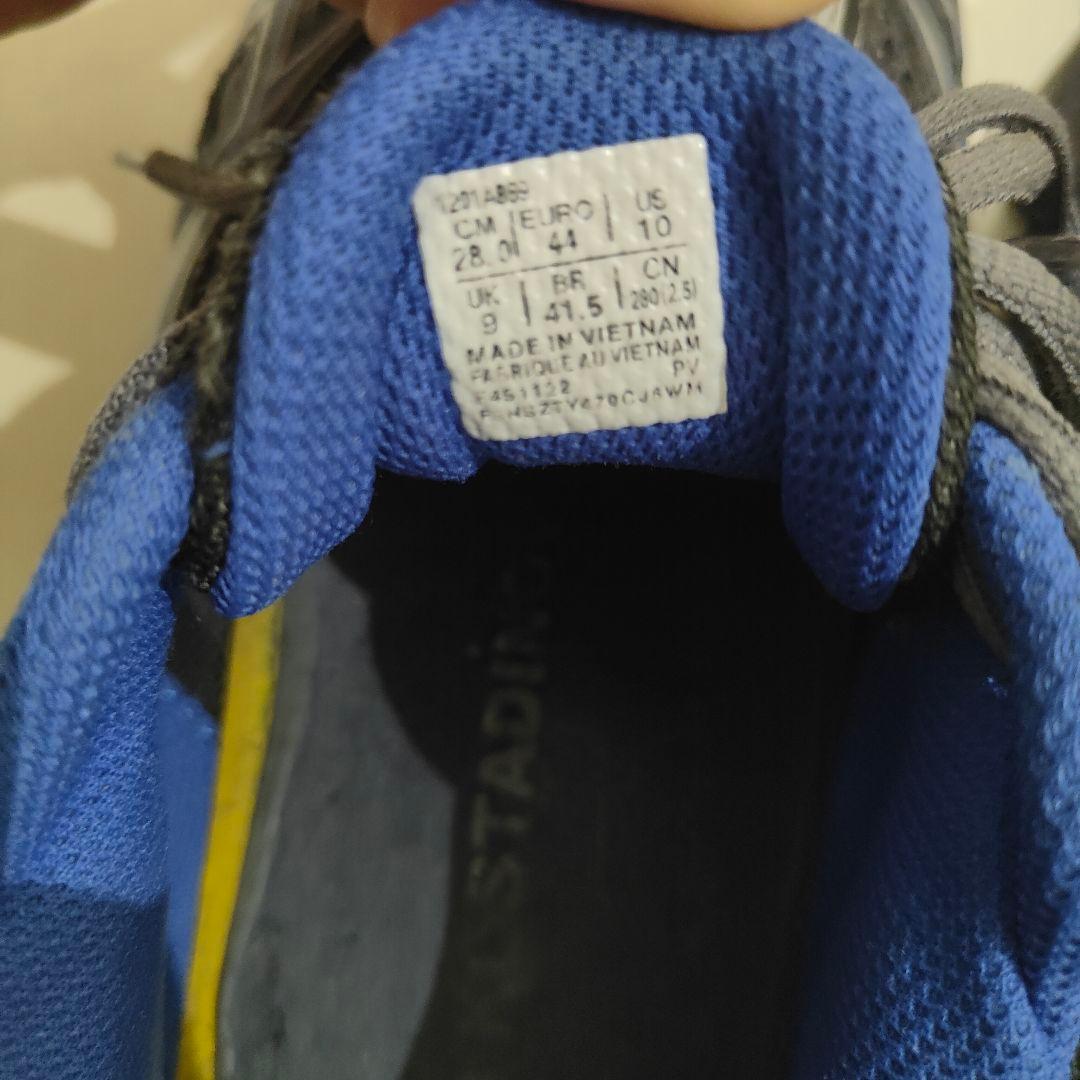 1201A869
CM EURO US
28.0 44 10
UK BR CN
9 41.5 280(2.5)
MADE IN VIETNAM
FABRIQUE AU VIETNAM
PV